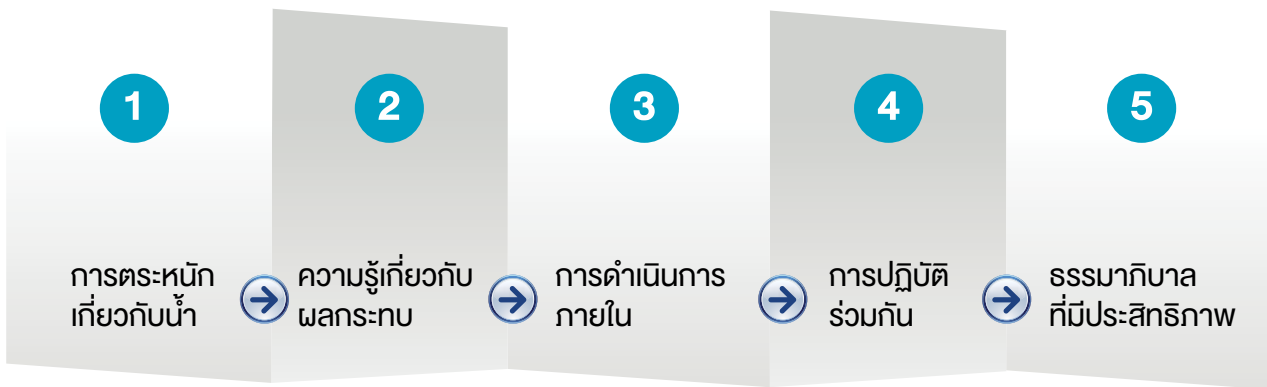 1
การตระหนัก
เกี่ยวกับน้ำ
2
ความรู้เกี่ยวกับ
ผลกระทบ
3
การดำเนินการ
ภายใน
4
การปฏิบัติ
ร่วมกัน
5
ธรรมาภิบาล
ที่มีประสิทธิภาพ